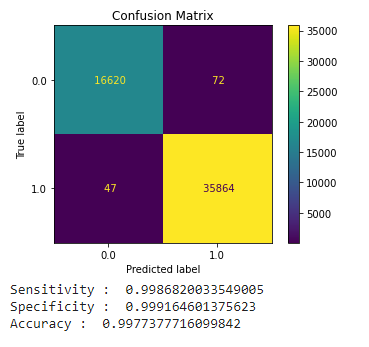 Confusion Matrix
0.0
16620
72
1.0
47
35864
True label
0.0
1.0
Predicted label
35000
30000
25000
20000
15000
10000
5000
Sensitivity :  0.9986820033549005
Specificity :  0.999164601375623
Accuracy :  0.9977377716099842